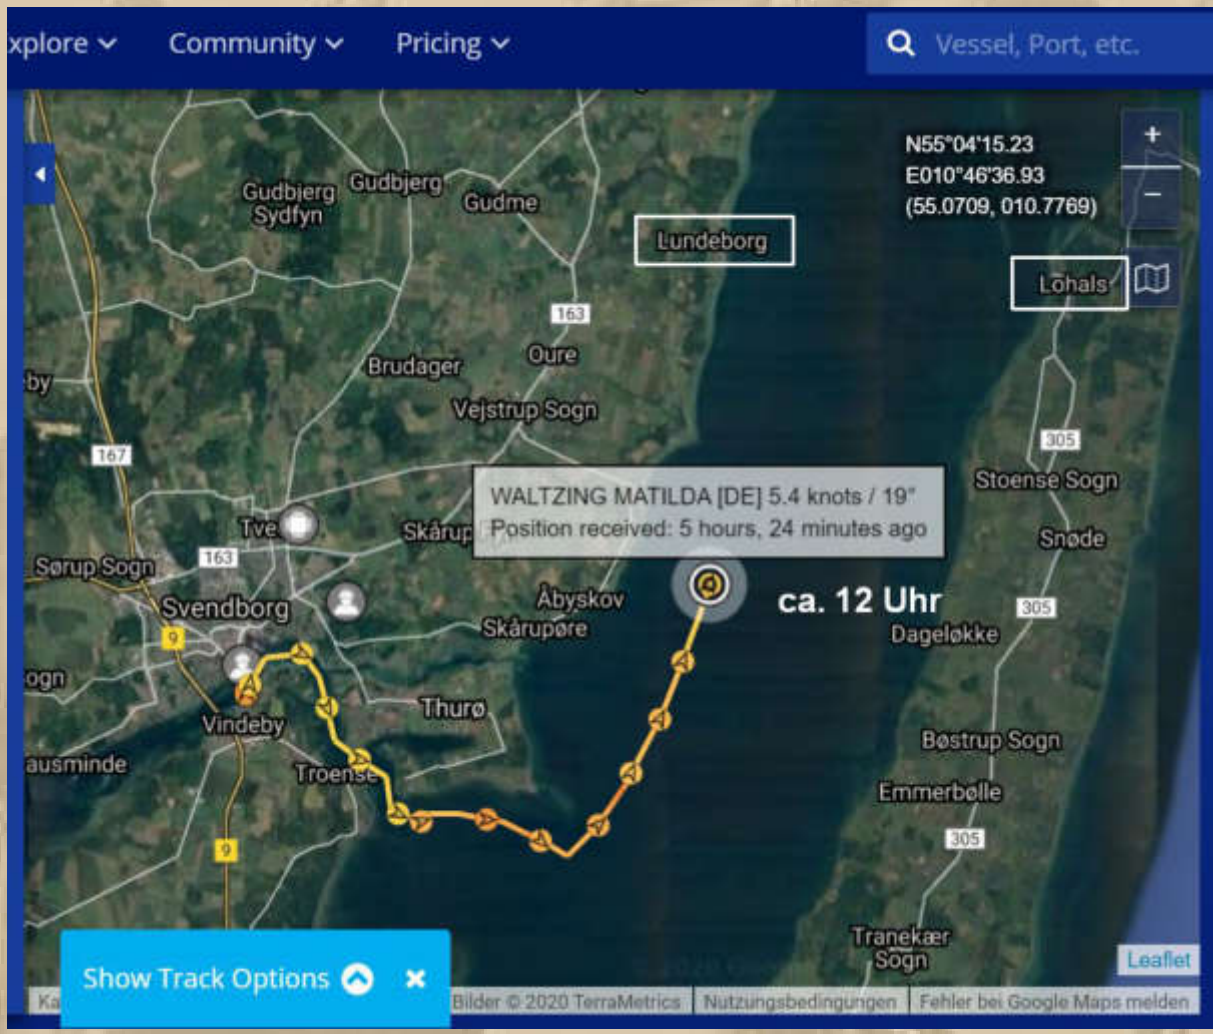 xplore
Community
Pricing
Vessel, Port, etc.
N55°04'15.23
E010°46'36.93
(55.0709, 010.7769)
+
−
Gudbjerg
Sydfyn
Gudbjerg
Gudme
Lundeborg
Lohals
163
Oure
Brudager
by
Vejstrup Sogn
167
305
Stoense Sogn
WALTZING MATILDA [DE] 5.4 knots / 19°
Position received: 5 hours, 24 minutes ago
Tve
Skårup
163
Snøde
Sørup Sogn
Svendborg
Åbyskov
ca. 12 Uhr
305
9
Skårupøre
Dageløkke
ogn
Vindeby
Thurø
ausminde
Troense
Bøstrup Sogn
Emmerbølle
9
305
Tranekær
Sogn
Show Track Options
×
Leaflet
Ka
Bilder © 2020 TerraMetrics
Nutzungsbedingungen
Fehler bei Google Maps melden